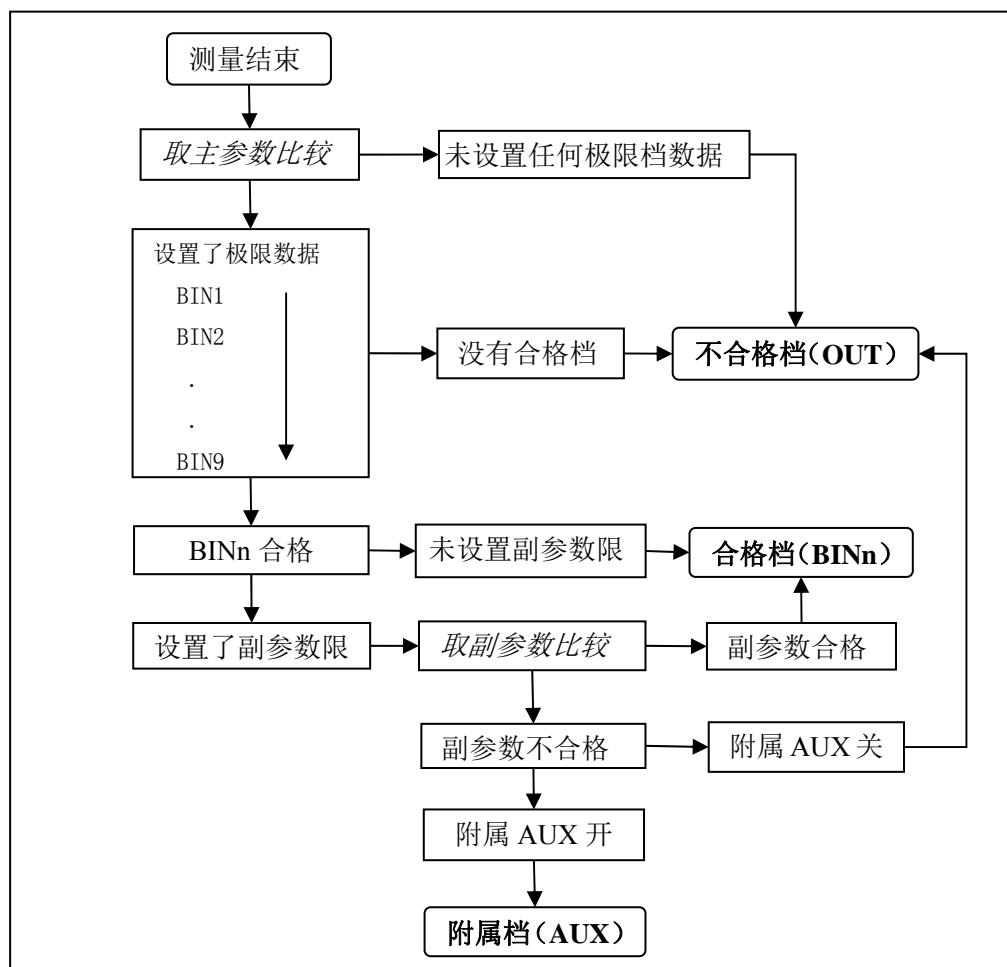 测量结束
取主参数比较
未设置任何极限档数据
设置了极限数据
BIN1
BIN2
.
.
BIN9
没有合格档
不合格档(OUT)
BINn 合格
未设置副参数限
合格档(BINn)
设置了副参数限
取副参数比较
副参数合格
副参数不合格
附属 AUX 关
附属 AUX 开
附属档(AUX)